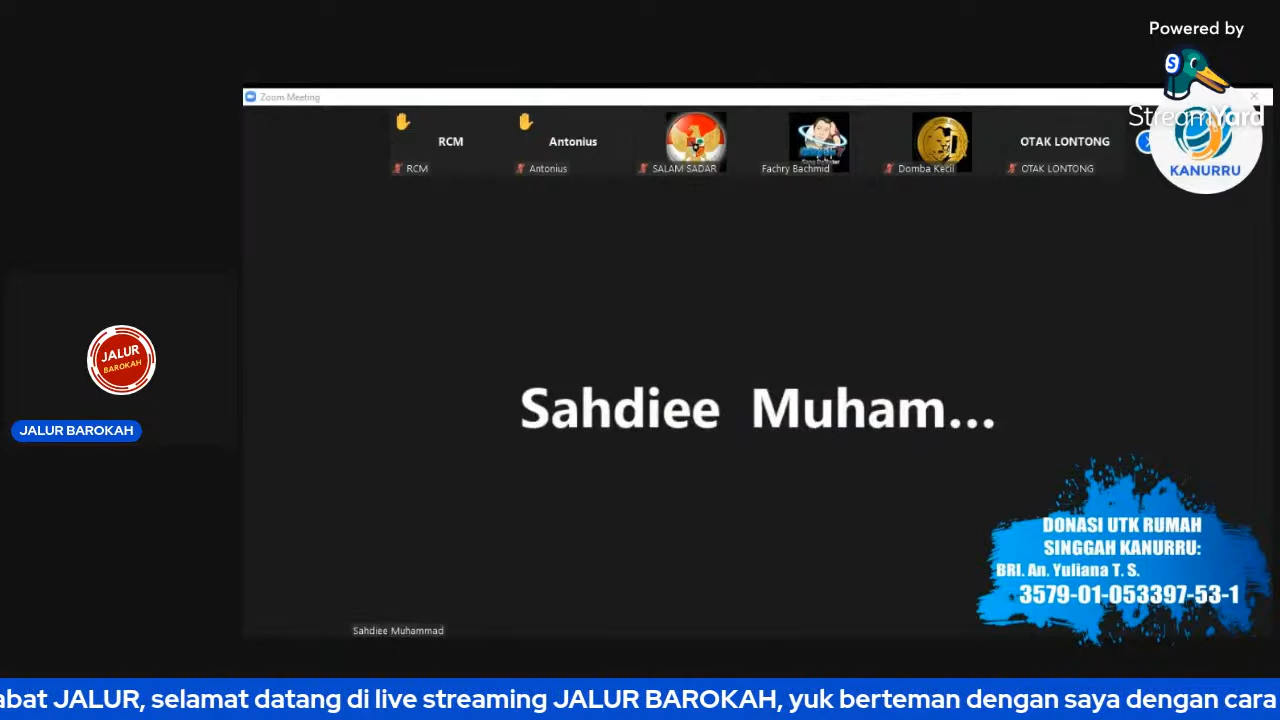 Powered by
StreamYard
KANURRU
Zoom Meeting
RCM
Antonius
OTAK LONTONG
RCM
Antonius
SALAM SADAR
Fachry Bachmid
Domba Kecil
OTAK LONTONG
JALUR
BAROKAH
JALUR BAROKAH
Sahdiee Muham...
DONASI UTK RUMAH
SINGGAH KANURRU:
BRI. An. Yuliana T. S.
3579-01-053397-53-1
Sahdiee Muhammad
abat JALUR, selamat datang di live streaming JALUR BAROKAH, yuk berteman dengan saya dengan cara